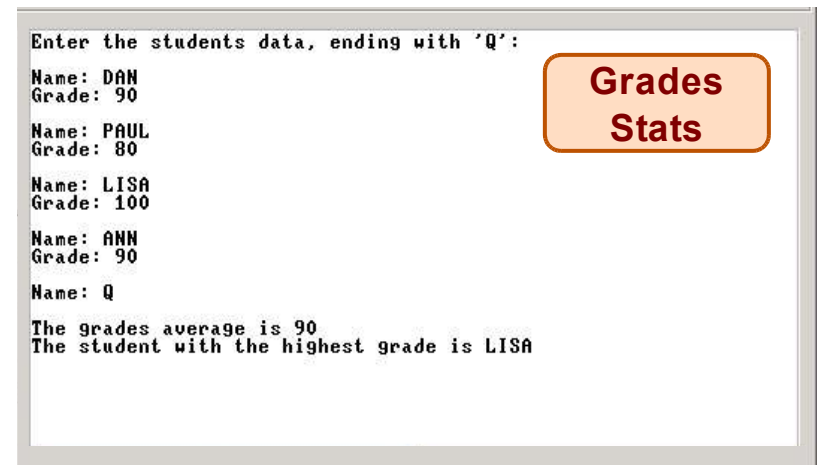 Enter the students data, ending with 'Q':
Name: DAN
Grade: 90
Name: PAUL
Grade: 80
Name: LISA
Grade: 100
Name: ANN
Grade: 90
Name: Q
The grades average is 90
The student with the highest grade is LISA
Grades
Stats